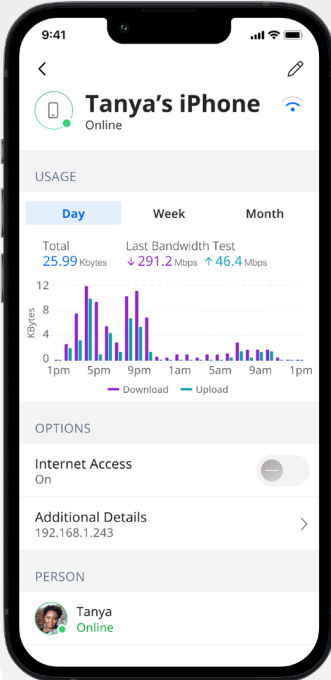 9:41
Tanya's iPhone
Online
USAGE
Day Week Month
Total Last Bandwidth Test
25.99 Kbytes ↓291.2 Mbps ↑46.4 Mbps
12
8
4
0
KBytes
1pm 5pm 9pm 1am 5am 9am 1pm
Download Upload
OPTIONS
Internet Access
On
Additional Details
192.168.1.243
PERSON
Tanya
Online